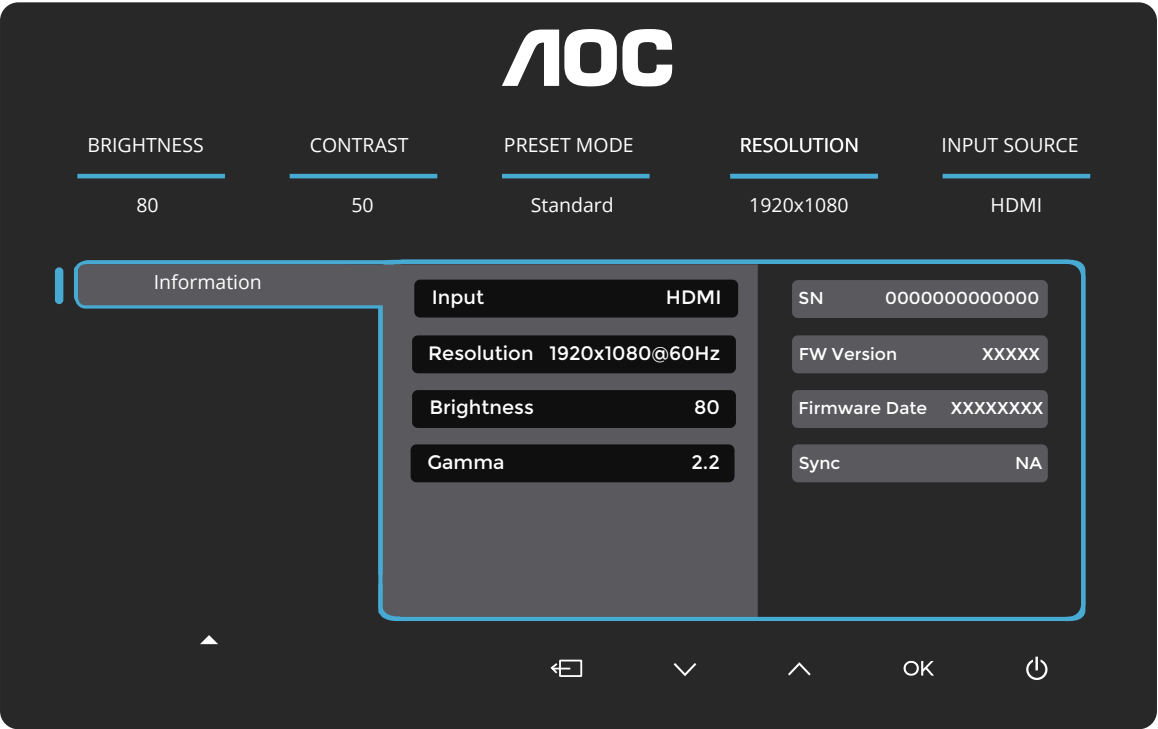 AOC
BRIGHTNESS CONTRAST PRESET MODE RESOLUTION INPUT SOURCE
80 50 Standard 1920x1080 HDMI
Information
Input HDMI SN 0000000000000
Resolution 1920x1080@60Hz FW Version XXXXX
Brightness 80 Firmware Date XXXXXXXX
Gamma 2.2 Sync NA
OK